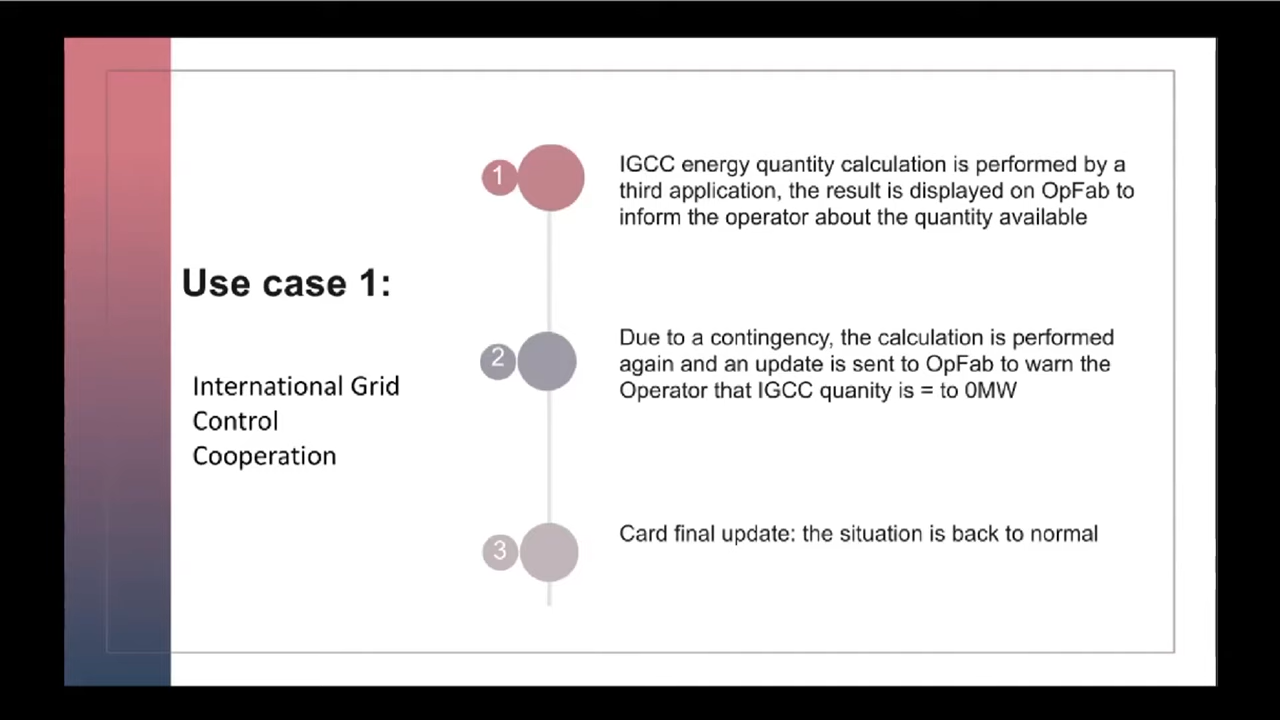 Use case 1:
International Grid
Control
Cooperation
1
IGCC energy quantity calculation is performed by a
third application, the result is displayed on OpFab to
inform the operator about the quantity available
2
Due to a contingency, the calculation is performed
again and an update is sent to OpFab to warn the
Operator that IGCC quanity is = to 0MW
3
Card final update: the situation is back to normal